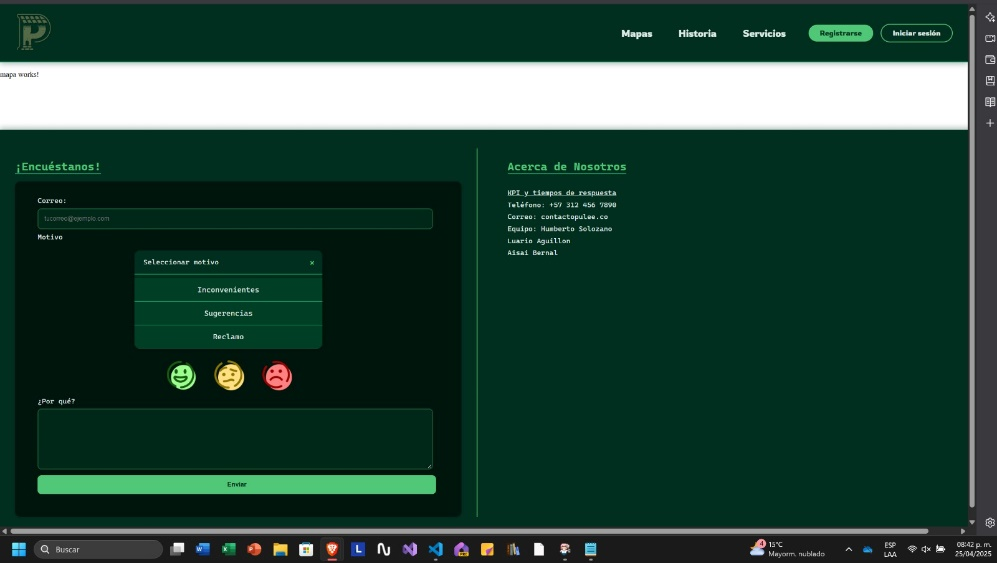 Mapas Historia Servicios Registrarse Iniciar sesión
mapa works!
¡Encuéstanos!
Correo:
tucorreo@ejemplo.com
Motivo
Seleccionar motivo
Inconvenientes
Sugerencias
Reclamo
¿Por qué?
Enviar
Acerca de Nosotros
KPI y tiempos de respuesta
Teléfono: +57 312 456 7890
Correo: contactopulee.co
Equipo: Humberto Solozano
Luario Aguillon
Aisai Bernal
Buscar
4
15°C
Mayorm. nublado
ESP
LAA
08:42 p. m.
25/04/2025